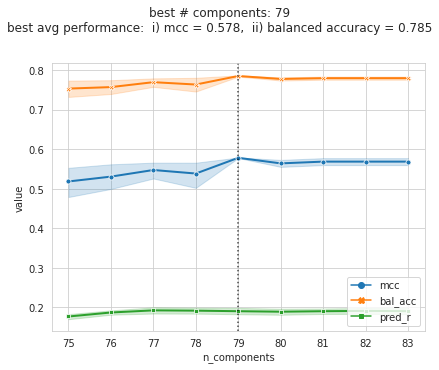 best # components: 79
best avg performance:  i) mcc = 0.578,  ii) balanced accuracy = 0.785
0.8
0.7
0.6
0.5
0.4
0.3
0.2
value
75 76 77 78 79 80 81 82 83
n_components
mcc
bal_acc
pred_r